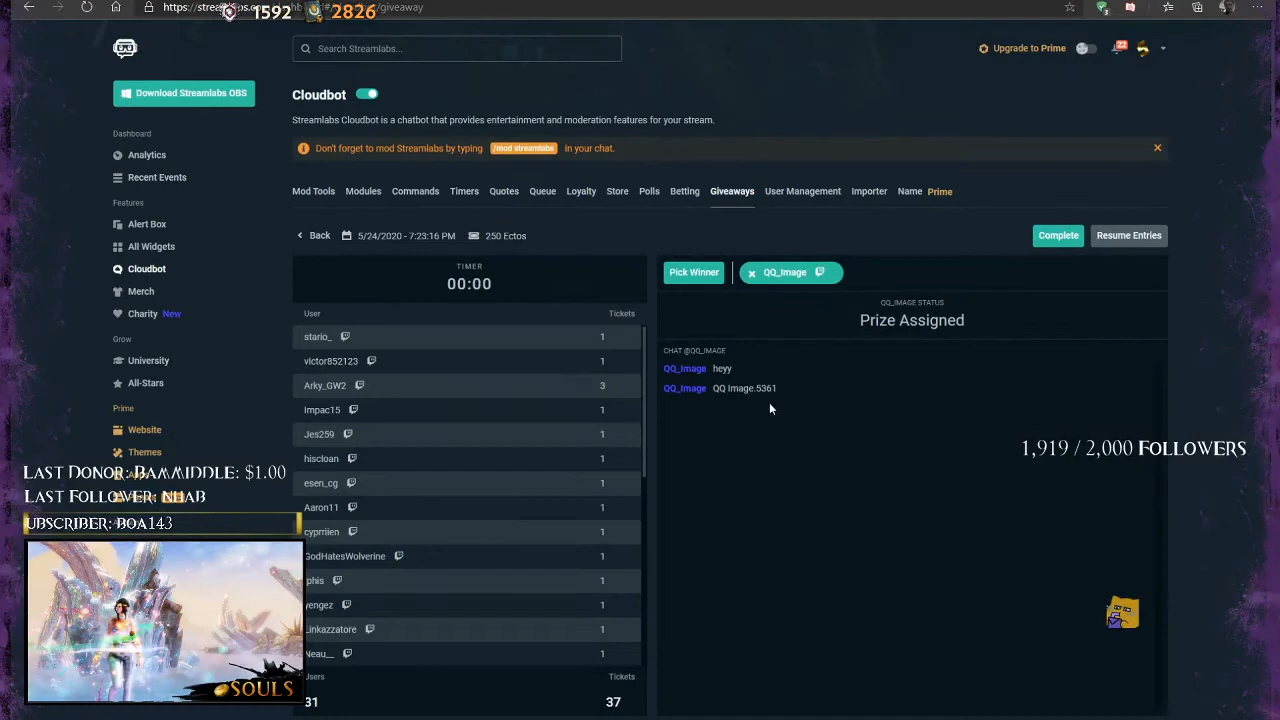 https://streamlabs.com/dashboard#/cloudbot/giveaway
1592
2826
Search Streamlabs...
Upgrade to Prime
22
Download Streamlabs OBS
Cloudbot
Streamlabs Cloudbot is a chatbot that provides entertainment and moderation features for your stream.
Don't forget to mod Streamlabs by typing /mod streamlabs in your chat.
Mod Tools Modules Commands Timers Quotes Queue Loyalty Store Polls Betting Giveaways User Management Importer Name Prime
Dashboard
Analytics
Recent Events
Features
Alert Box
All Widgets
Cloudbot
Merch
Charity New
Grow
University
All-Stars
Prime
Website
Themes
Back 5/24/2020 - 7:23:16 PM 250 Ectos
Complete Resume Entries
TIMER
00:00
User Tickets
stario_ 1
victor852123 1
Arky_GW2 3
Impac15 1
Jes259 1
hiscloan 1
esen_cg 1
Aaron11 1
cyprriien 1
GodHatesWolverine 1
phis 1
yengez 1
Linkazzatore 1
Neau__ 1
Users Tickets
31 37
Pick Winner QQ_Image
QQ_IMAGE STATUS
Prize Assigned
CHAT @QQ_IMAGE
QQ_Image heyy
QQ_Image QQ Image.5361
1,919 / 2,000 Followers
Last Donor: Bammiddle: $1.00
Last Follower: nhab
ubscriber: boa143
SOULS